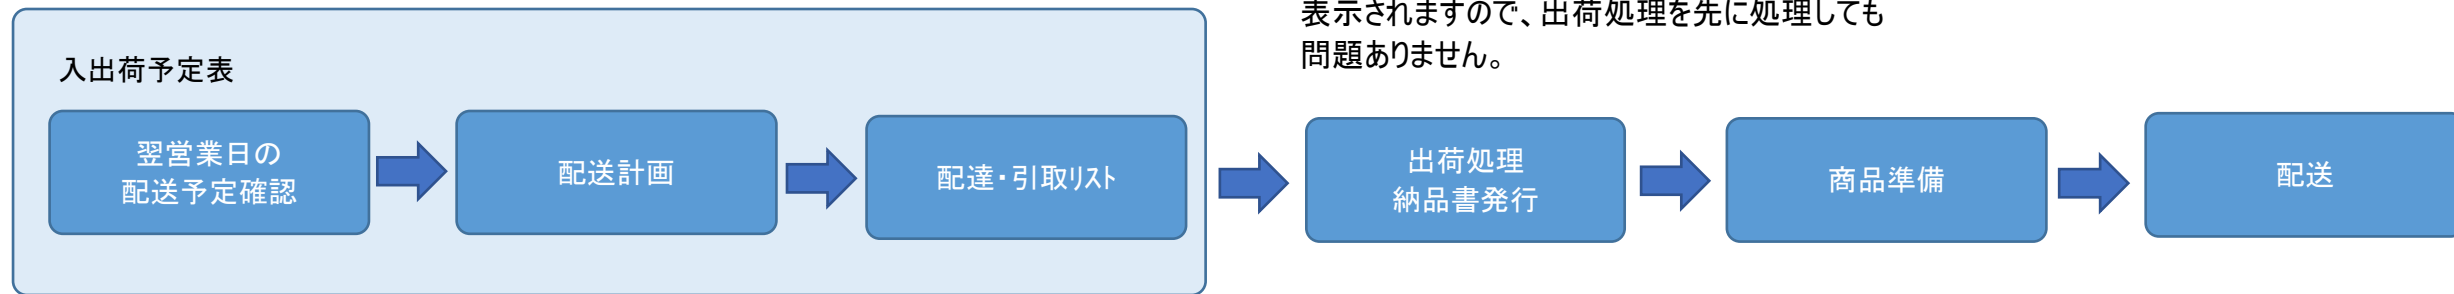 表示されますので、出荷処理を先に処理しても
問題ありません。
入出荷予定表
翌営業日の
配送予定確認
配送計画
配達・引取リスト
出荷処理
納品書発行
商品準備
配送